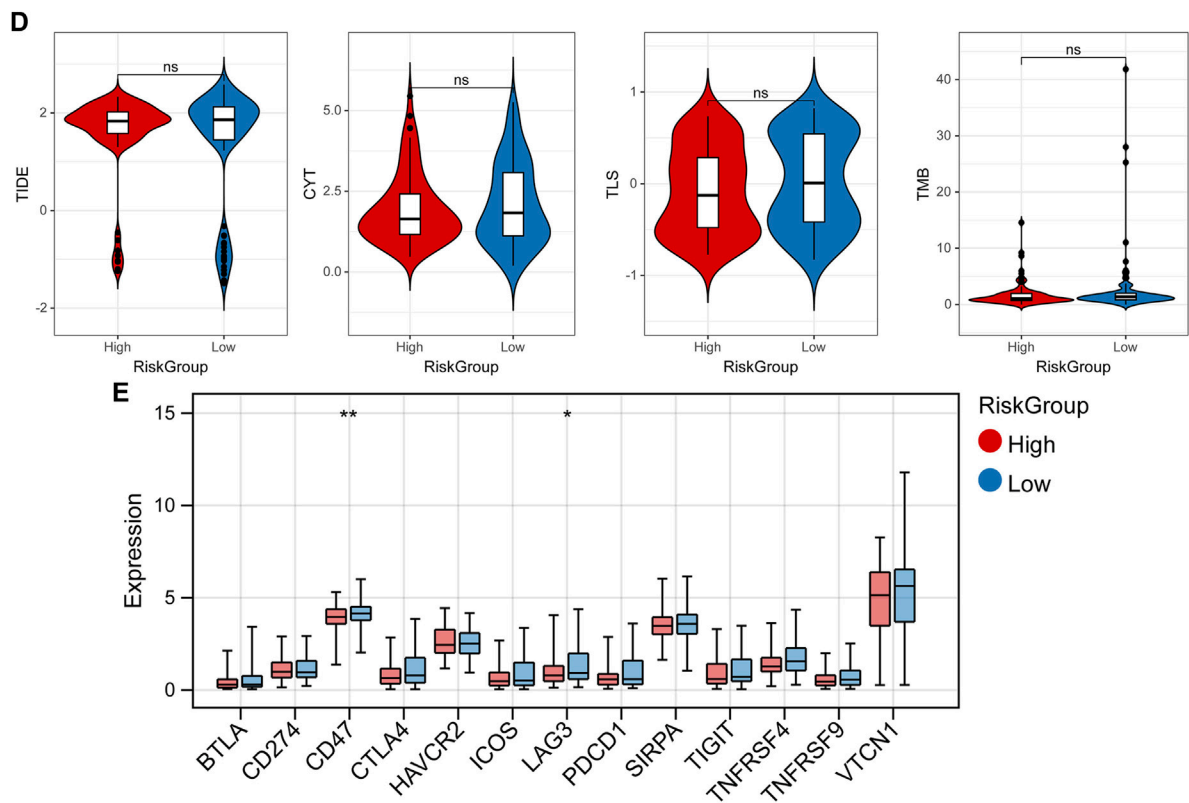 D
ns
ns
ns
ns
TIDE
2
0
-2
High
Low
RiskGroup
CYT
5.0
2.5
0.0
High
Low
RiskGroup
TLS
1
0
-1
High
Low
RiskGroup
TMB
40
30
20
10
0
High
Low
RiskGroup
E
Expression
15
10
5
0
**
*
BTLA
CD274
CD47
CTLA4
HAVCR2
ICOS
LAG3
PDCD1
SIRPA
TIGIT
TNFRSF4
TNFRSF9
VTCN1
RiskGroup
High
Low